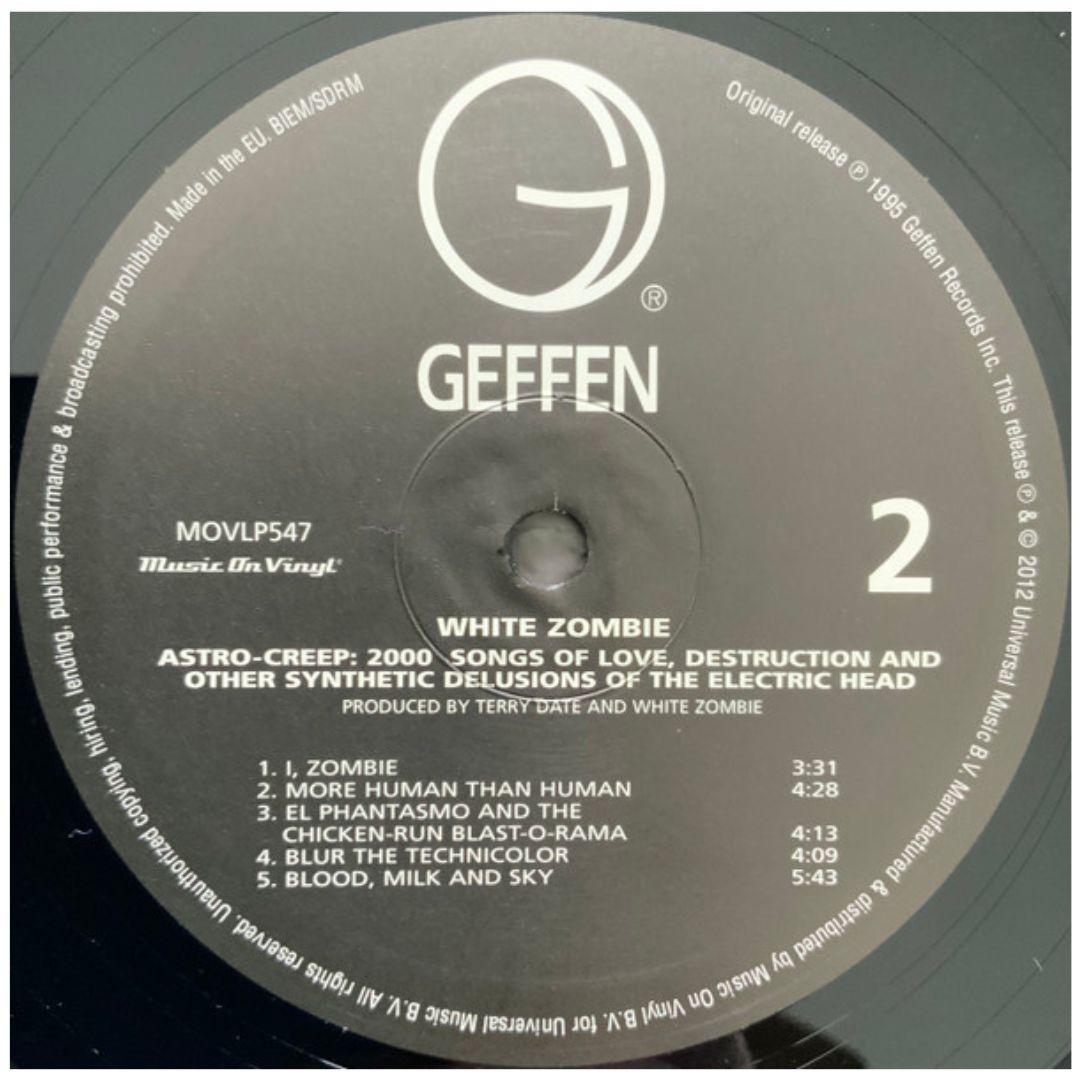 Original release ℗ 1995 Geffen Records Inc. This release ℗ & © 2012 Universal Music B.V. Manufactured & distributed by Music On Vinyl B.V. for Universal Music B.V. All rights reserved. Unauthorized copying, hiring, lending, public performance & broadcasting prohibited. Made in the EU. BIEM/SDRM
G
®
GEFFEN
MOVLP547
Music On Vinyl®
2
WHITE ZOMBIE
ASTRO-CREEP: 2000 SONGS OF LOVE, DESTRUCTION AND
OTHER SYNTHETIC DELUSIONS OF THE ELECTRIC HEAD
PRODUCED BY TERRY DATE AND WHITE ZOMBIE
1. I, ZOMBIE 3:31
2. MORE HUMAN THAN HUMAN 4:28
3. EL PHANTASMO AND THE
CHICKEN-RUN BLAST-O-RAMA 4:13
4. BLUR THE TECHNICOLOR 4:09
5. BLOOD, MILK AND SKY 5:43